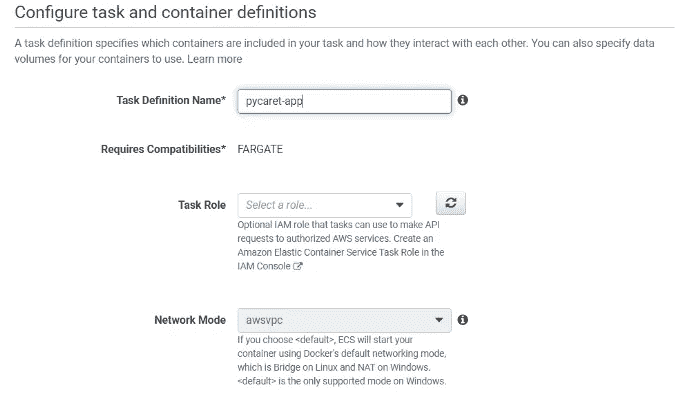 Configure task and container definitions
A task definition specifies which containers are included in your task and how they interact with each other. You can also specify data
volumes for your containers to use. Learn more
Task Definition Name* pycaret-app
Requires Compatibilities* FARGATE
Task Role Select a role...
Optional IAM role that tasks can use to make API
requests to authorized AWS services. Create an
Amazon Elastic Container Service Task Role in the
IAM Console
Network Mode awsvpc
If you choose <default>, ECS will start your
container using Docker's default networking mode,
which is Bridge on Linux and NAT on Windows.
<default> is the only supported mode on Windows.